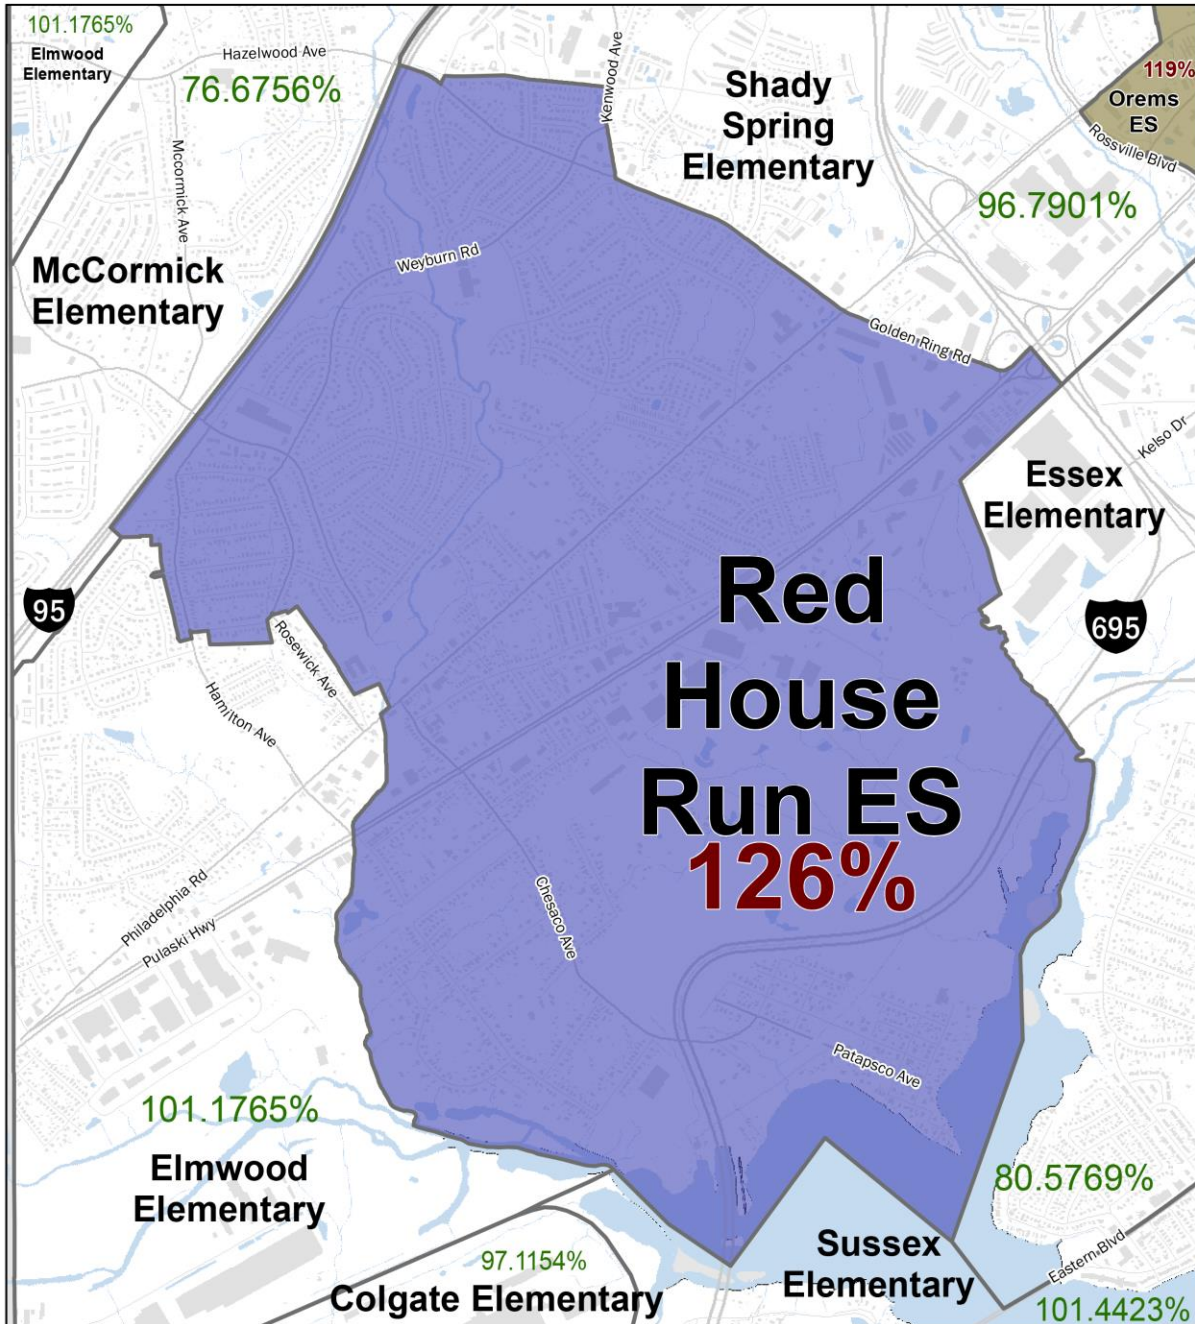 101.1765%
Elmwood
Elementary
Hazelwood Ave
76.6756%
Mccormick Ave
Kenwood Ave
Shady
Spring
Elementary
119%
Orems
ES
Rossville Blvd
96.7901%
McCormick
Elementary
Weyburn Rd
Golden Ring Rd
Kelso Dr
Essex
Elementary
95
695
Red
House
Run ES
126%
Rosewick Ave
Hamilton Ave
Philadelphia Rd
Pulaski Hwy
Chesaco Ave
Patapsco Ave
101.1765%
Elmwood
Elementary
80.5769%
97.1154%
Colgate Elementary
Sussex
Elementary
Eastern Blvd
101.4423%